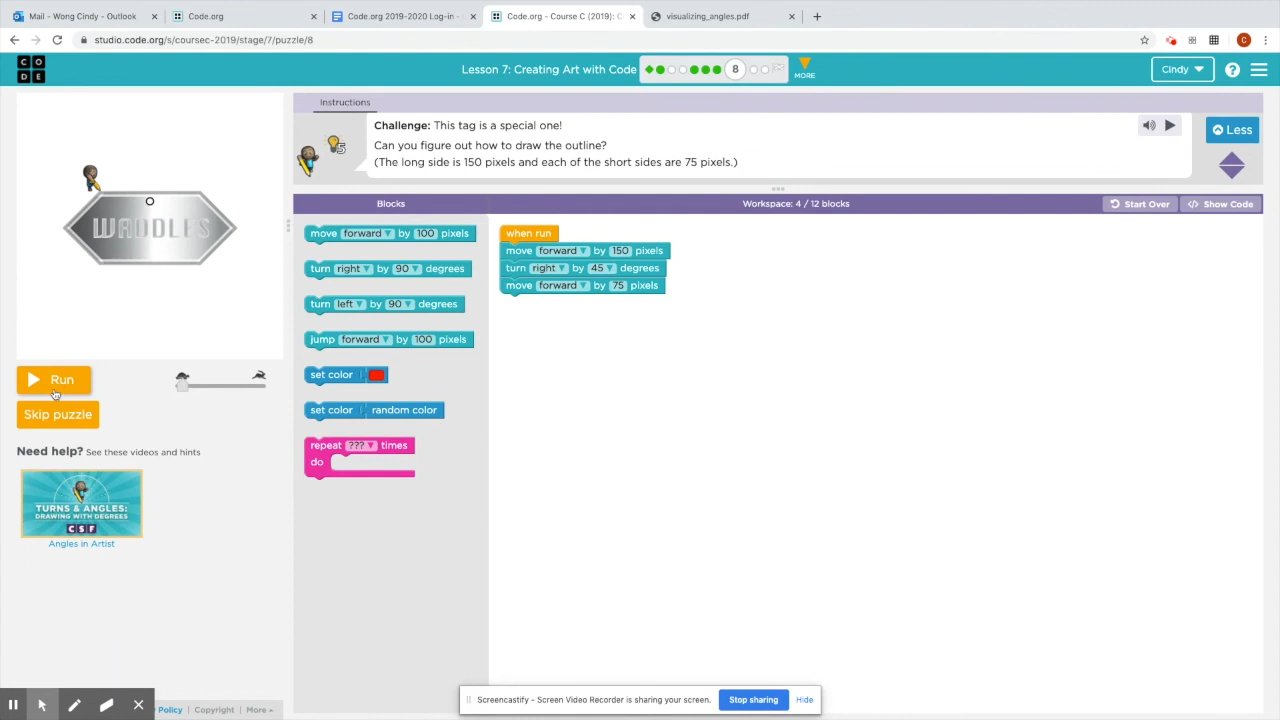 Mail - Wong Cindy - Outlook
Code.org
Code.org 2019-2020 Log-in -
Code.org - Course C (2019): C
visualizing_angles.pdf
studio.code.org/s/coursec-2019/stage/7/puzzle/8
C
C O
D E
Lesson 7: Creating Art with Code
8
MORE
Cindy
?
Instructions
Challenge: This tag is a special one!
Can you figure out how to draw the outline?
(The long side is 150 pixels and each of the short sides are 75 pixels.)
5
Less
WADDLES
Blocks
Workspace: 4 / 12 blocks
Start Over
</> Show Code
move forward by 100 pixels
turn right by 90 degrees
turn left by 90 degrees
jump forward by 100 pixels
set color
set color random color
repeat ??? times
do
when run
move forward by 150 pixels
turn right by 45 degrees
move forward by 75 pixels
Run
Skip puzzle
Need help? See these videos and hints
TURNS & ANGLES:
DRAWING WITH DEGREES
CSF
Angles in Artist
Policy | Copyright | More
Screencastify - Screen Video Recorder is sharing your screen.
Stop sharing
Hide